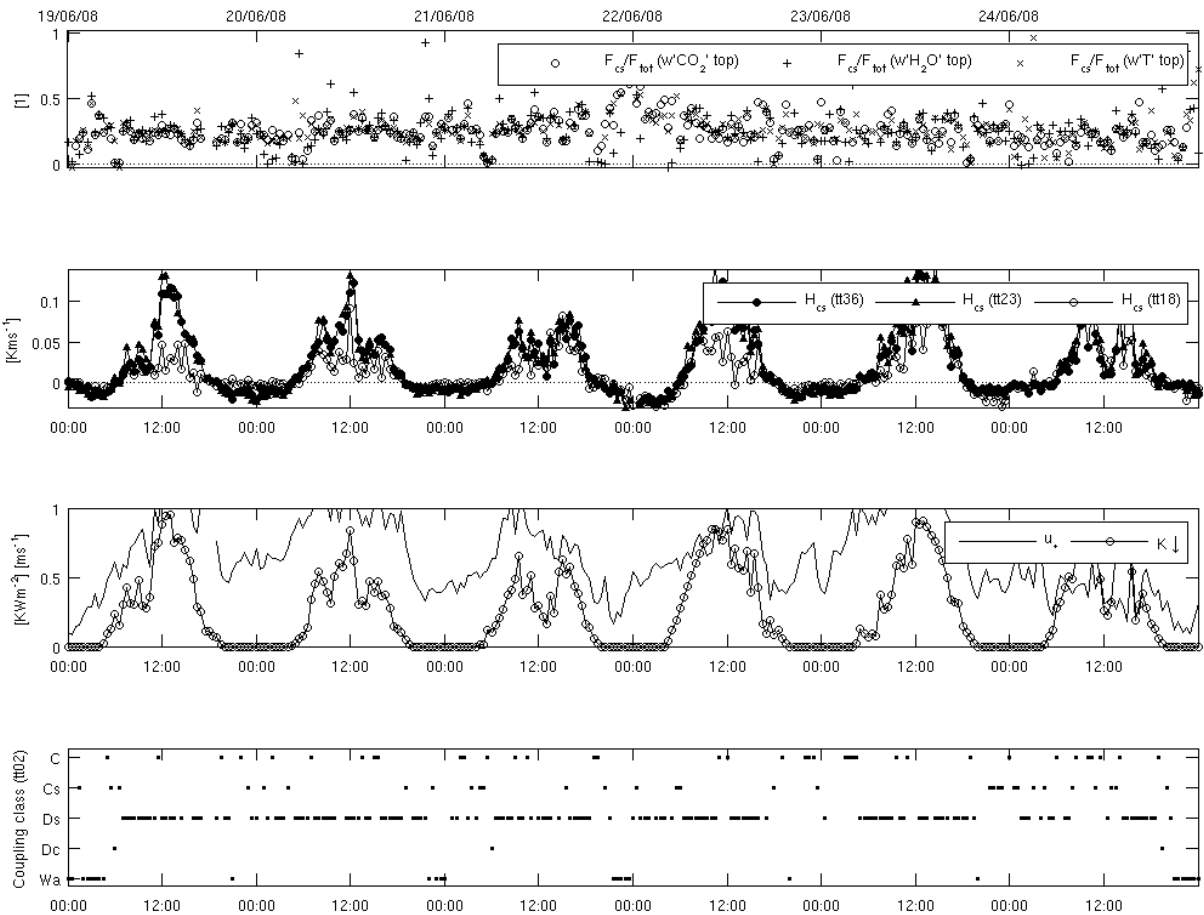 19/06/08 20/06/08 21/06/08 22/06/08 23/06/08 24/06/08
1
0.5
0
[1]
F_cs/F_tot (w'CO_2' top) F_cs/F_tot (w'H_2O' top) F_cs/F_tot (w'T' top)
0.1
0.05
0
[Kms^-1]
H_cs (tt36) H_cs (tt23) H_cs (tt18)
00:00 12:00 00:00 12:00 00:00 12:00 00:00 12:00 00:00 12:00 00:00 12:00
1
0.5
0
[KWm^-2] [ms^-1]
u_* K↓
00:00 12:00 00:00 12:00 00:00 12:00 00:00 12:00 00:00 12:00 00:00 12:00
Coupling class (tt02)
C
Cs
Ds
Dc
Wa
00:00 12:00 00:00 12:00 00:00 12:00 00:00 12:00 00:00 12:00 00:00 12:00